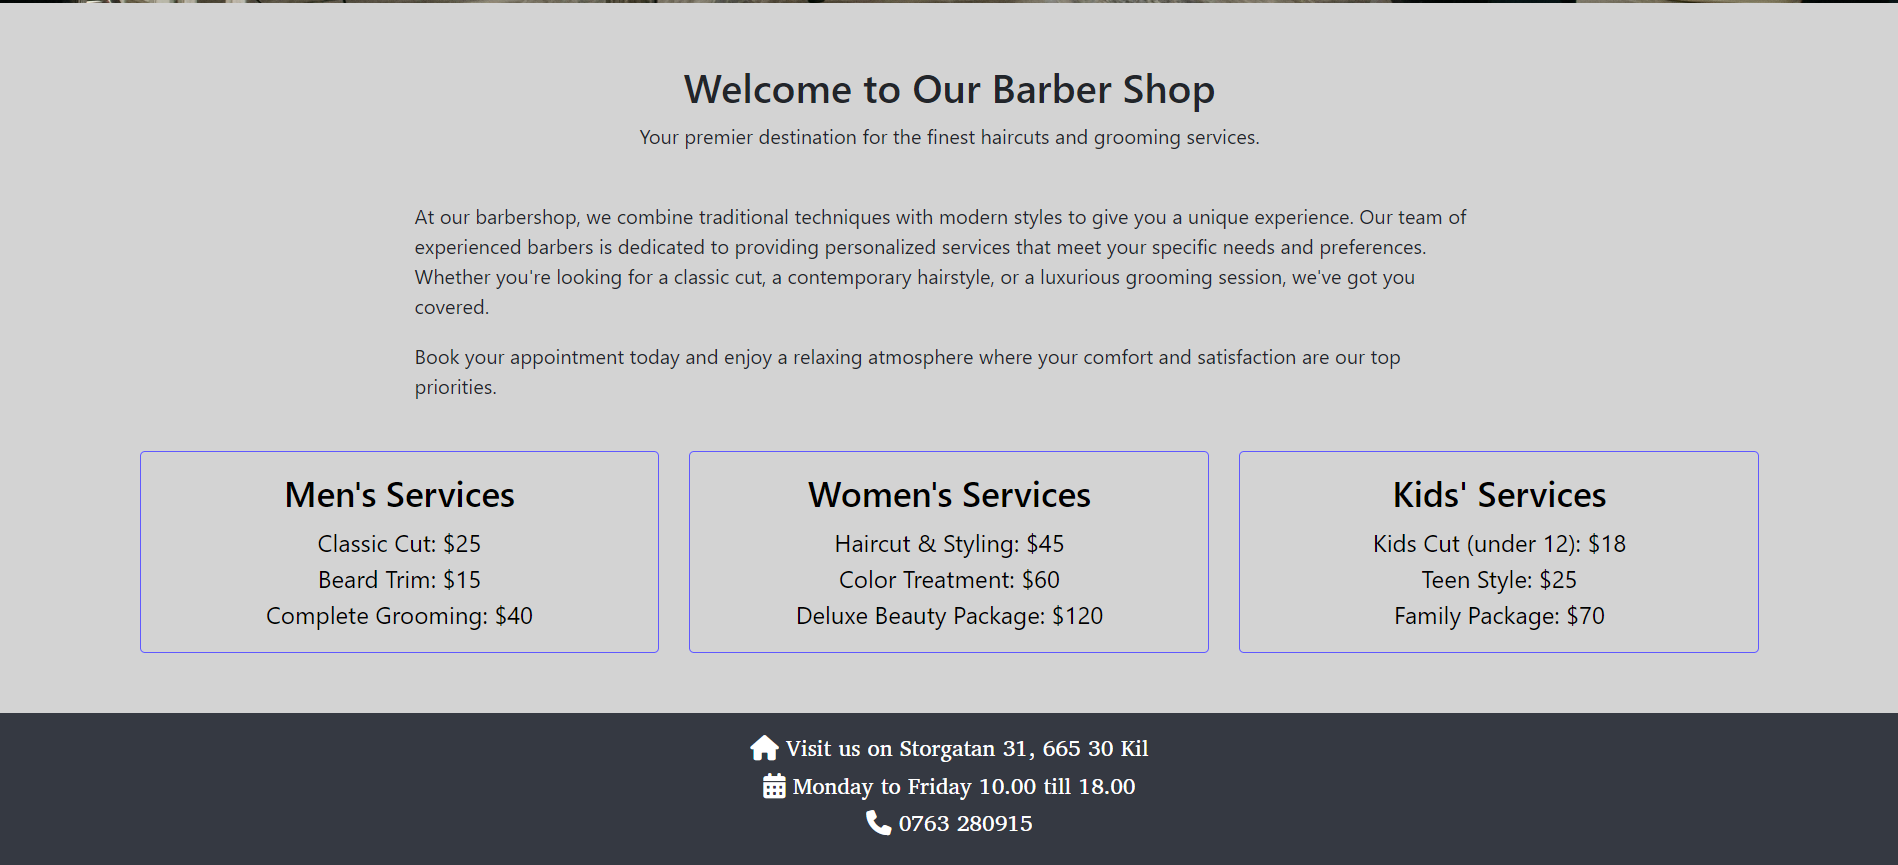 Welcome to Our Barber Shop
Your premier destination for the finest haircuts and grooming services.
At our barbershop, we combine traditional techniques with modern styles to give you a unique experience. Our team of
experienced barbers is dedicated to providing personalized services that meet your specific needs and preferences.
Whether you're looking for a classic cut, a contemporary hairstyle, or a luxurious grooming session, we've got you
covered.
Book your appointment today and enjoy a relaxing atmosphere where your comfort and satisfaction are our top
priorities.
Men's Services
Classic Cut: $25
Beard Trim: $15
Complete Grooming: $40
Women's Services
Haircut & Styling: $45
Color Treatment: $60
Deluxe Beauty Package: $120
Kids' Services
Kids Cut (under 12): $18
Teen Style: $25
Family Package: $70
Visit us on Storgatan 31, 665 30 Kil
Monday to Friday 10.00 till 18.00
0763 280915